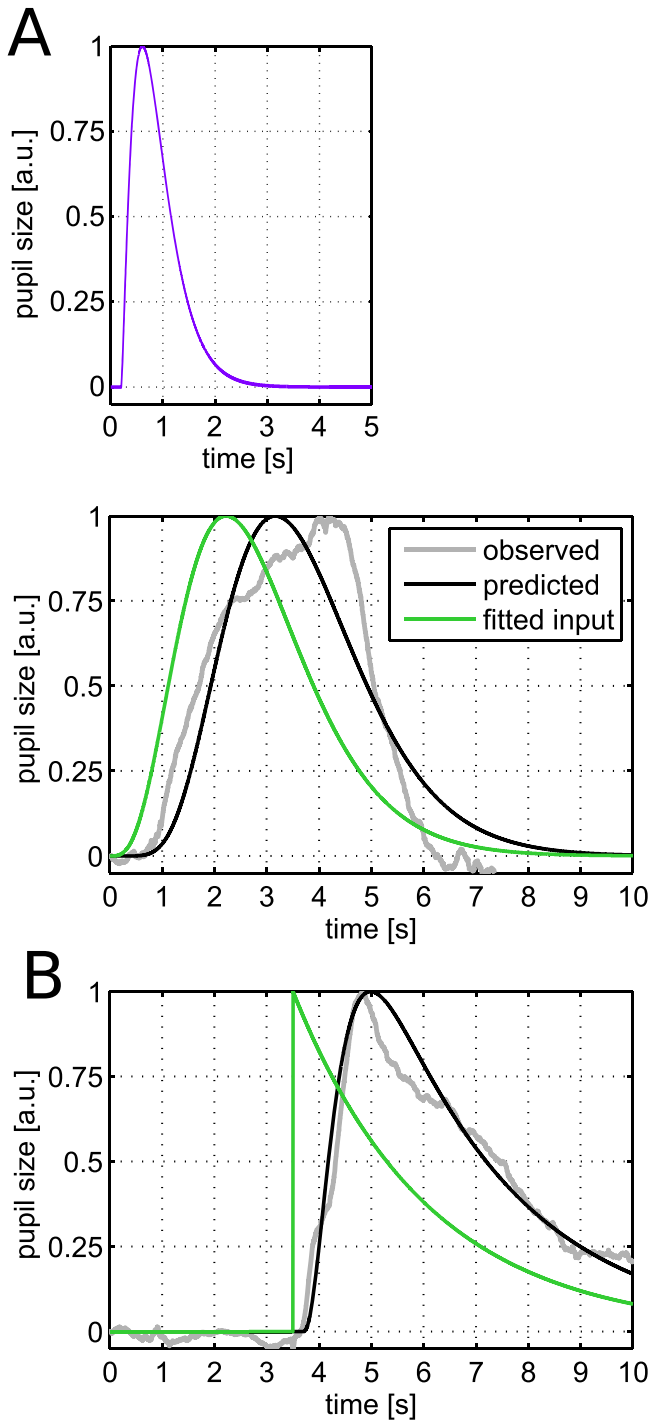 A
pupil size [a.u.]
1
0.75
0.5
0.25
0
0 1 2 3 4 5
time [s]
pupil size [a.u.]
1
0.75
0.5
0.25
0
observed
predicted
fitted input
0 1 2 3 4 5 6 7 8 9 10
time [s]
B
pupil size [a.u.]
1
0.75
0.5
0.25
0
0 1 2 3 4 5 6 7 8 9 10
time [s]